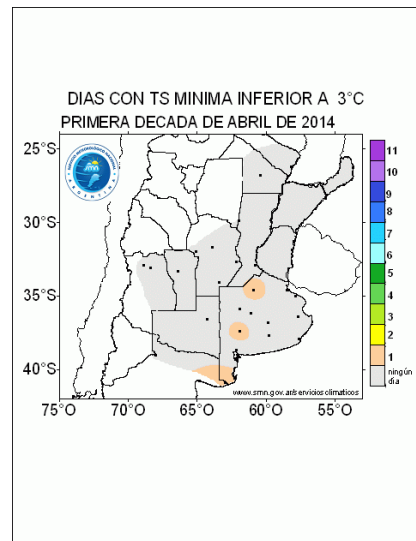 DIAS CON TS MINIMA INFERIOR A 3°C
PRIMERA DECADA DE ABRIL DE 2014
25°S
30°S
35°S
40°S
75°O
70°O
65°O
60°O
55°O
11
10
9
8
7
6
5
4
3
2
1
ningún
día
www.smn.gov.ar/serviciosclimaticos
smn
ARGENTINA